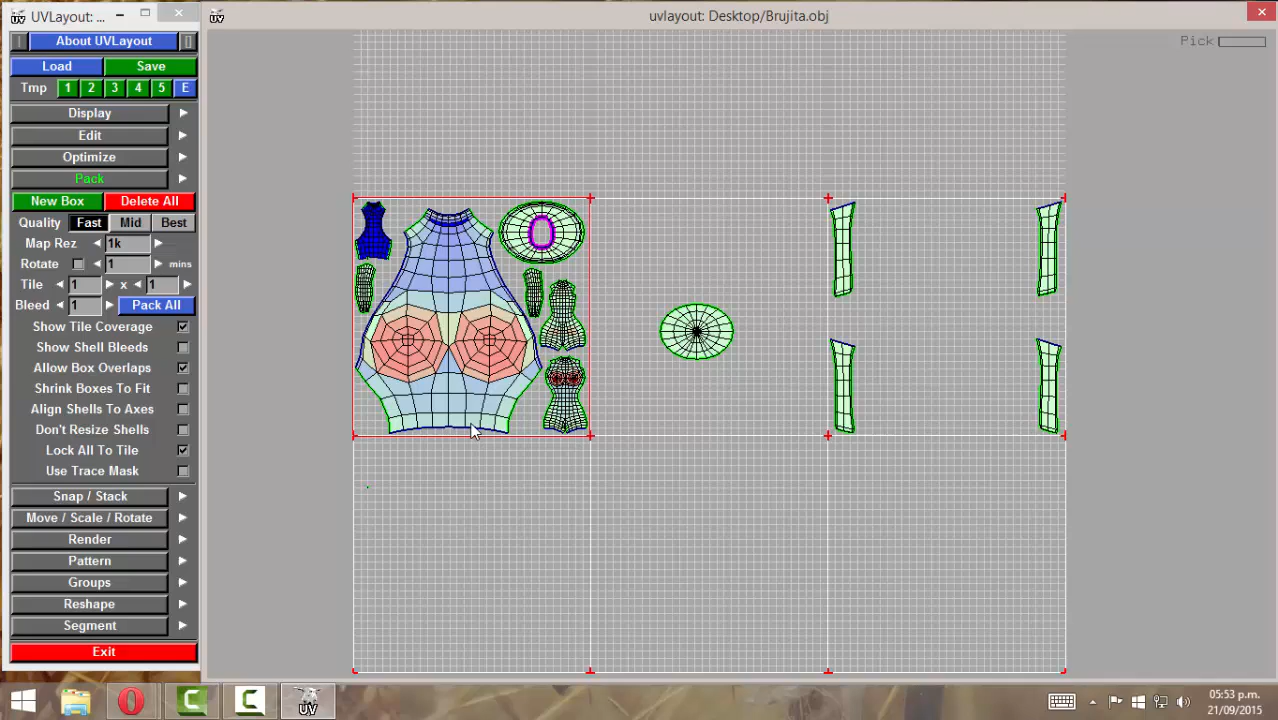 UVLayout: ...
uvlayout: Desktop/Brujita.obj
About UVLayout
Pick
Load
Save
Tmp
1
2
3
4
5
E
Display
Edit
Optimize
Pack
New Box
Delete All
Quality
Fast
Mid
Best
Map Rez
1k
Rotate
1
mins
Tile
1
x
1
Bleed
1
Pack All
Show Tile Coverage
Show Shell Bleeds
Allow Box Overlaps
Shrink Boxes To Fit
Align Shells To Axes
Don't Resize Shells
Lock All To Tile
Use Trace Mask
Snap / Stack
Move / Scale / Rotate
Render
Pattern
Groups
Reshape
Segment
Exit
UV
05:53 p.m.
21/09/2015